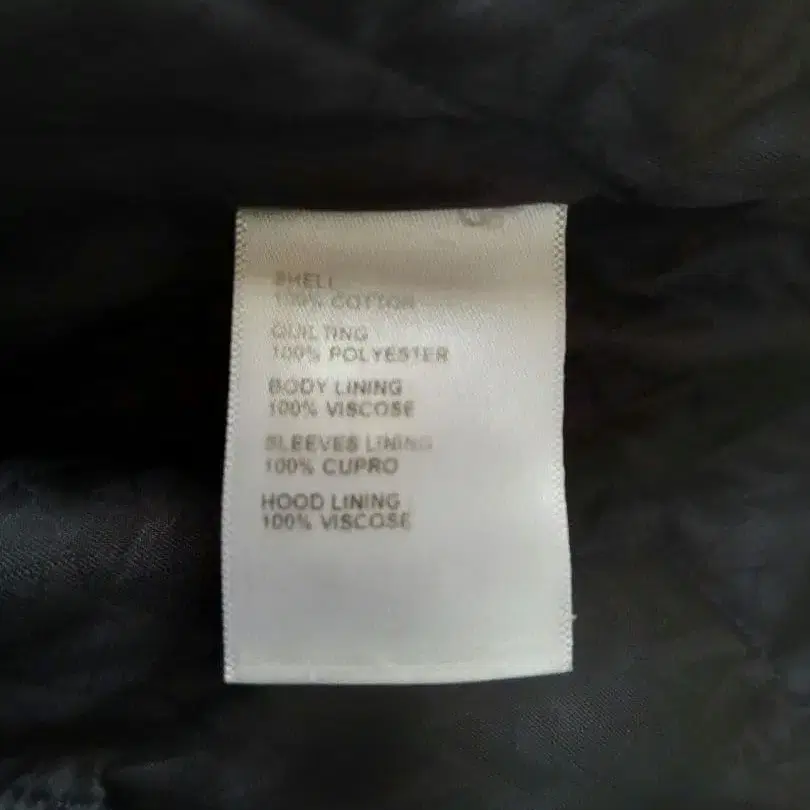 SHELL
100% COTTON
QUILTING
100% POLYESTER
BODY LINING
100% VISCOSE
SLEEVES LINING
100% CUPRO
HOOD LINING
100% VISCOSE